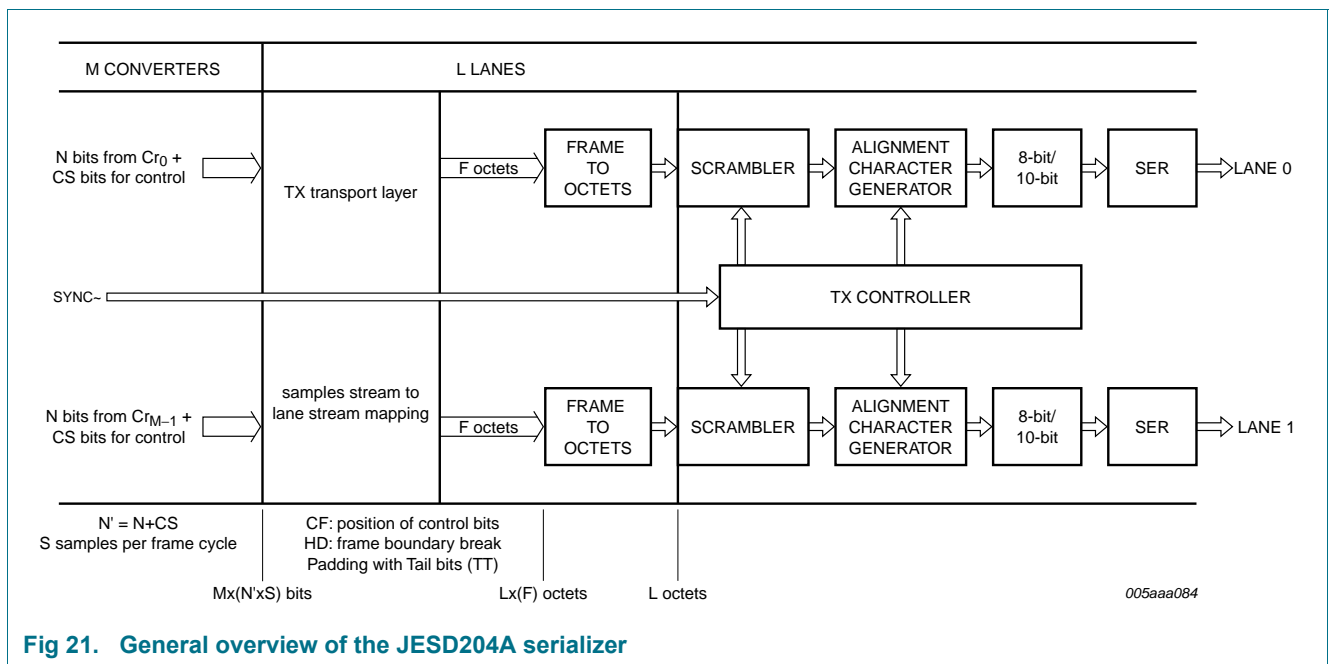 M CONVERTERS
L LANES
N bits from Cr0 +
CS bits for control
TX transport layer
F octets
FRAME
TO
OCTETS
SCRAMBLER
ALIGNMENT
CHARACTER
GENERATOR
8-bit/
10-bit
SER
LANE 0
SYNC~
TX CONTROLLER
N bits from CrM−1 +
CS bits for control
samples stream to
lane stream mapping
F octets
FRAME
TO
OCTETS
SCRAMBLER
ALIGNMENT
CHARACTER
GENERATOR
8-bit/
10-bit
SER
LANE 1
N' = N+CS
S samples per frame cycle
CF: position of control bits
HD: frame boundary break
Padding with Tail bits (TT)
Mx(N'xS) bits
Lx(F) octets
L octets
005aaa084
Fig 21. General overview of the JESD204A serializer